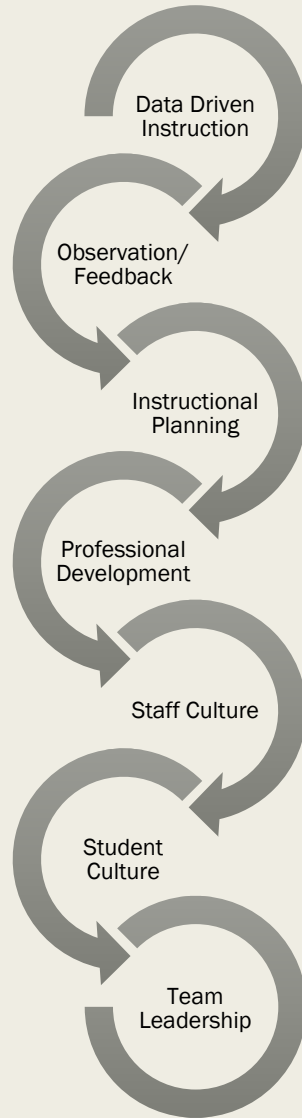 Data Driven
Instruction
Observation/
Feedback
Instructional
Planning
Professional
Development
Staff Culture
Student
Culture
Team
Leadership